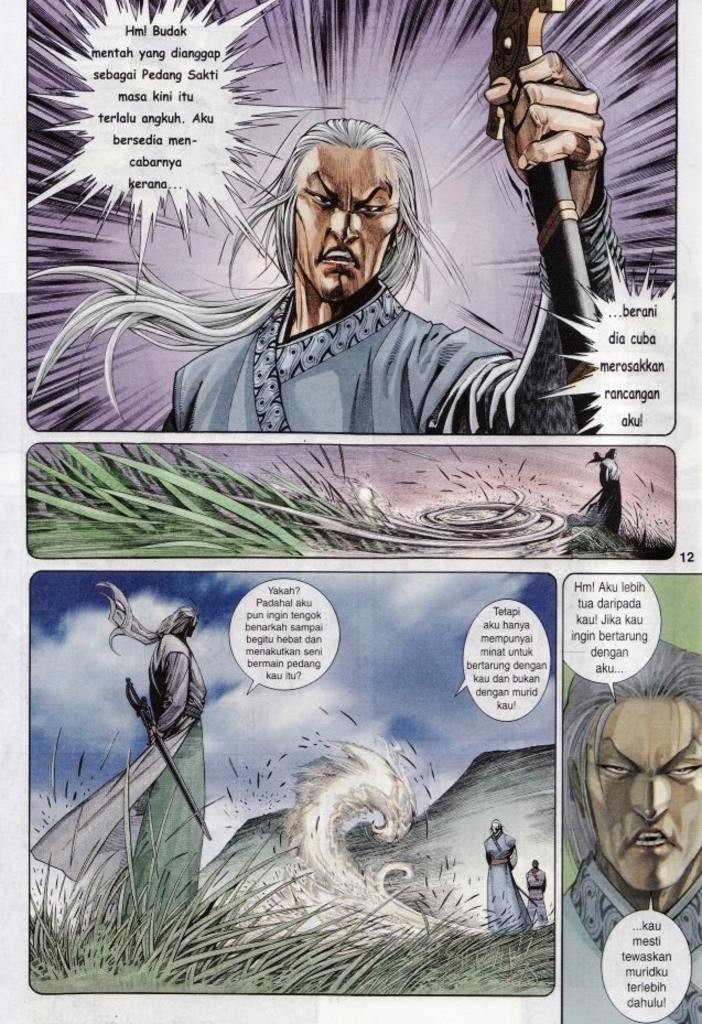 Hm! Budak
mentah yang dianggap
sebagai Pedang Sakti
masa kini itu
terlalu angkuh. Aku
bersedia men-
cabarnya
kerana...
...berani
dia cuba
merosakkan
rancangan
aku!
12
Yakah?
Padahal aku
pun ingin tengok
benarkah sampai
begitu hebat dan
menakutkan seni
bermain pedang
kau itu?
Tetapi
aku hanya
mempunyai
minat untuk
bertarung dengan
kau dan bukan
dengan murid
kau!
Hm! Aku lebih
tua daripada
kau! Jika kau
ingin bertarung
dengan
aku...
...kau
mesti
tewaskan
muridku
terlebih
dahulu!